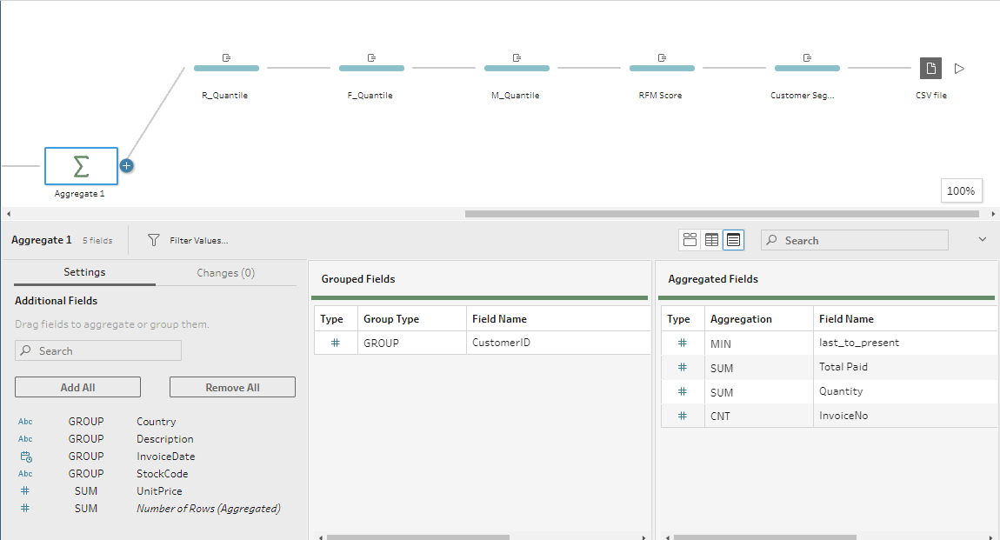 R_Quantile
F_Quantile
M_Quantile
RFM Score
Customer Seg...
CSV file
Aggregate 1
100%
Aggregate 1 5 fields Filter Values... Search
Settings Changes (0)
Additional Fields
Drag fields to aggregate or group them.
Search
Add All Remove All
Abc GROUP Country
Abc GROUP Description
GROUP InvoiceDate
Abc GROUP StockCode
# SUM UnitPrice
# SUM Number of Rows (Aggregated)
Grouped Fields
Type Group Type Field Name
# GROUP CustomerID
Aggregated Fields
Type Aggregation Field Name
# MIN last_to_present
# SUM Total Paid
# SUM Quantity
# CNT InvoiceNo